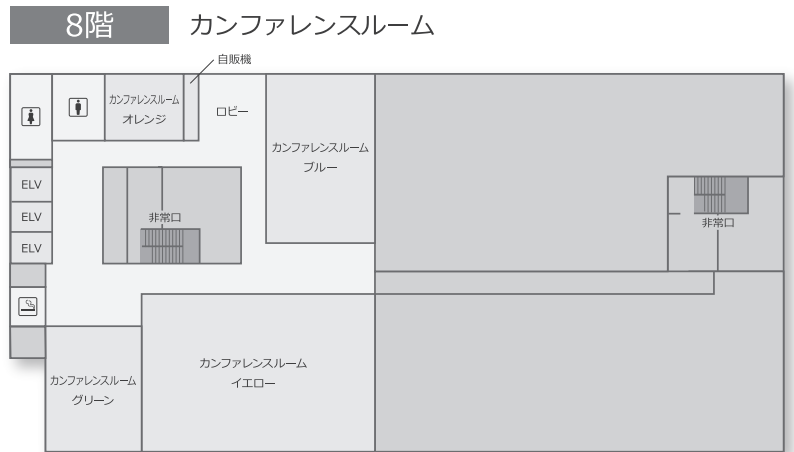 8階
カンファレンスルーム
自販機
カンファレンスルーム
オレンジ
ロビー
カンファレンスルーム
ブルー
ELV
ELV
ELV
非常口
非常口
カンファレンスルーム
イエロー
カンファレンスルーム
グリーン